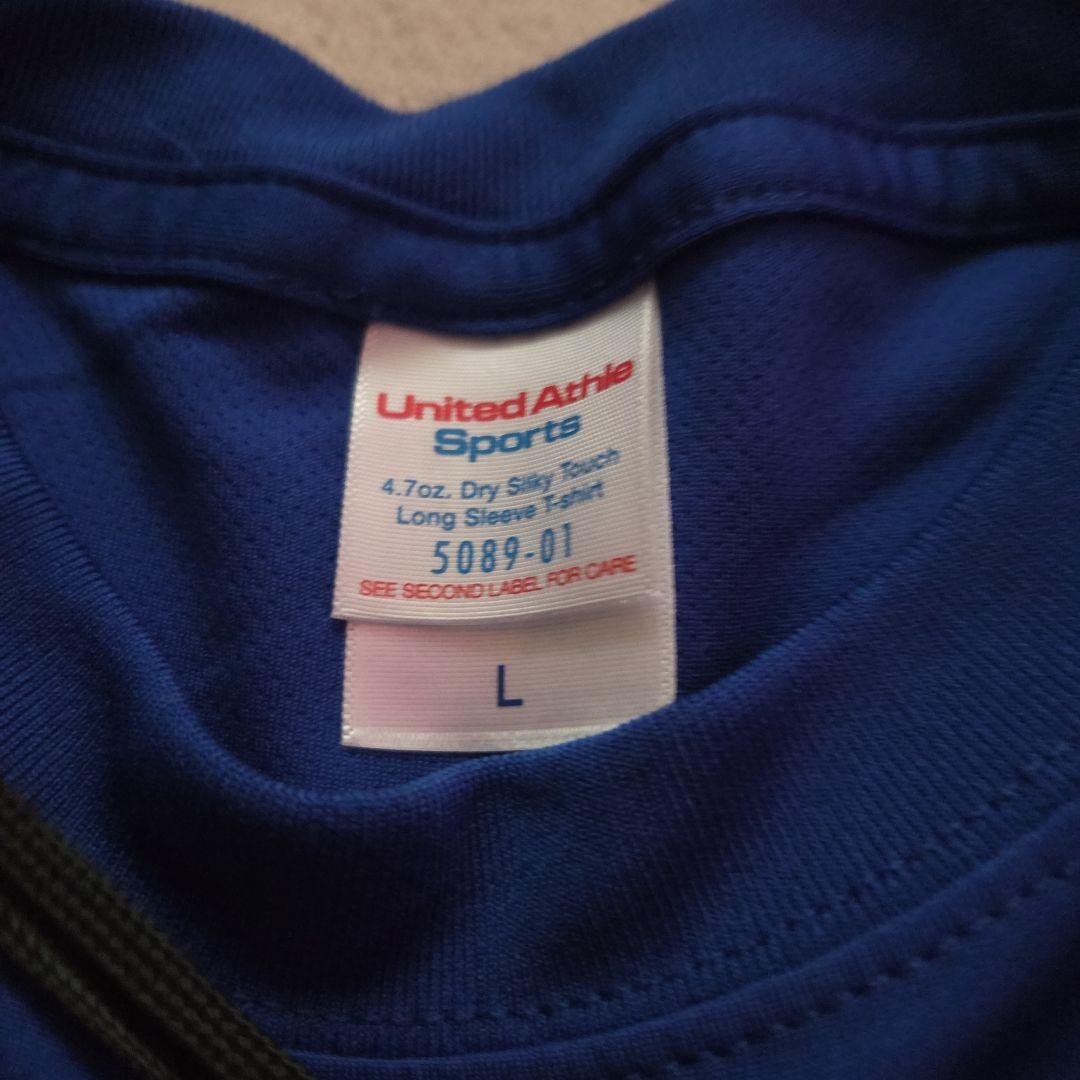 United Athle
Sports
4.7oz. Dry Silky Touch
Long Sleeve T-shirt
5089-01
SEE SECOND LABEL FOR CARE
L